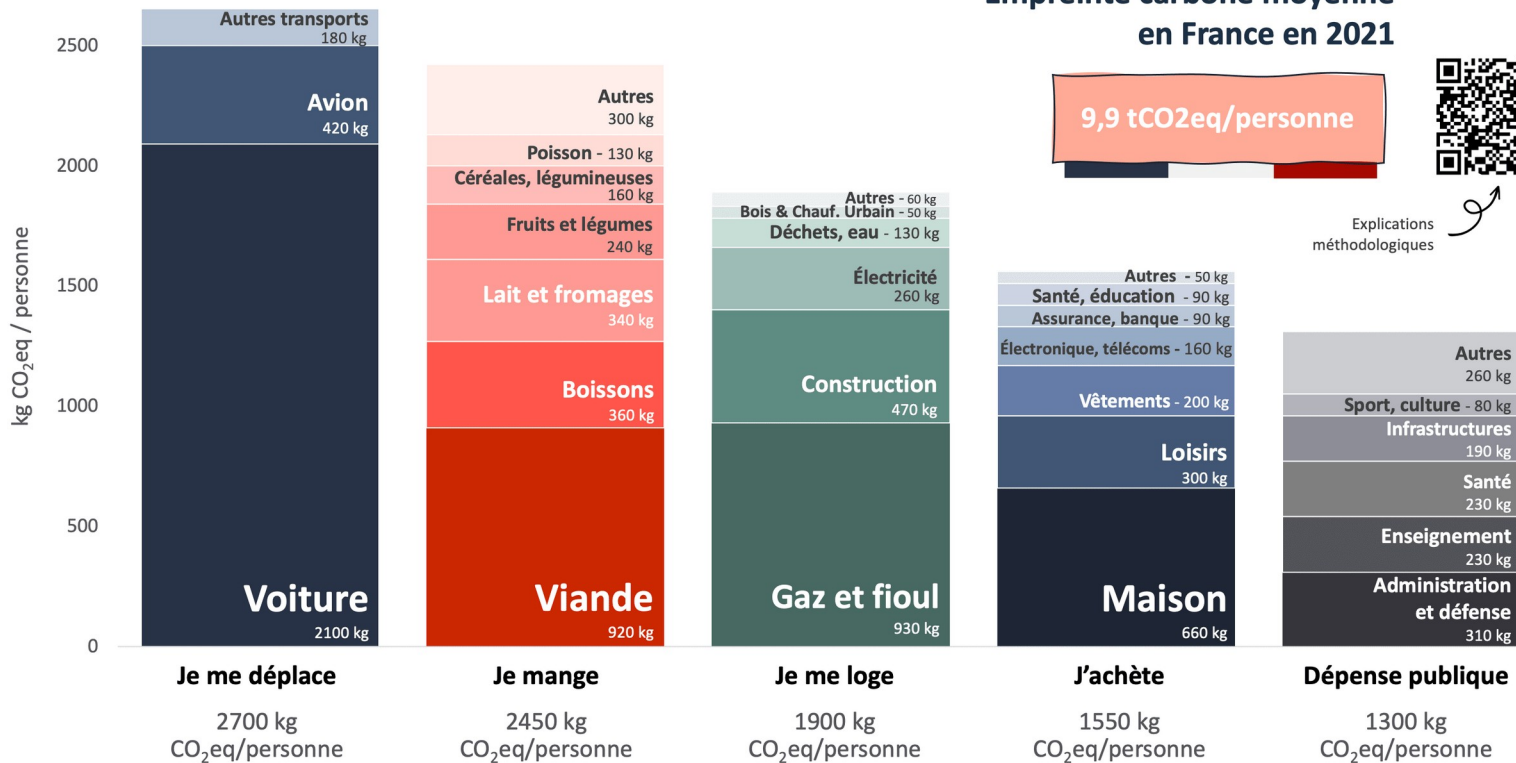 Empreinte carbone moyenne
en France en 2021
9,9 tCO2eq/personne
Explications
méthodologiques
kg CO₂eq / personne
2500
2000
1500
1000
500
0
Autres transports
180 kg
Avion
420 kg
Voiture
2100 kg
Autres
300 kg
Poisson - 130 kg
Céréales, légumineuses
160 kg
Fruits et légumes
240 kg
Lait et fromages
340 kg
Boissons
360 kg
Viande
920 kg
Autres - 60 kg
Bois & Chauf. Urbain - 50 kg
Déchets, eau - 130 kg
Électricité
260 kg
Construction
470 kg
Gaz et fioul
930 kg
Autres - 50 kg
Santé, éducation - 90 kg
Assurance, banque - 90 kg
Électronique, télécoms - 160 kg
Vêtements - 200 kg
Loisirs
300 kg
Maison
660 kg
Autres
260 kg
Sport, culture - 80 kg
Infrastructures
190 kg
Santé
230 kg
Enseignement
230 kg
Administration
et défense
310 kg
Je me déplace
2700 kg
CO₂eq/personne
Je mange
2450 kg
CO₂eq/personne
Je me loge
1900 kg
CO₂eq/personne
J’achète
1550 kg
CO₂eq/personne
Dépense publique
1300 kg
CO₂eq/personne